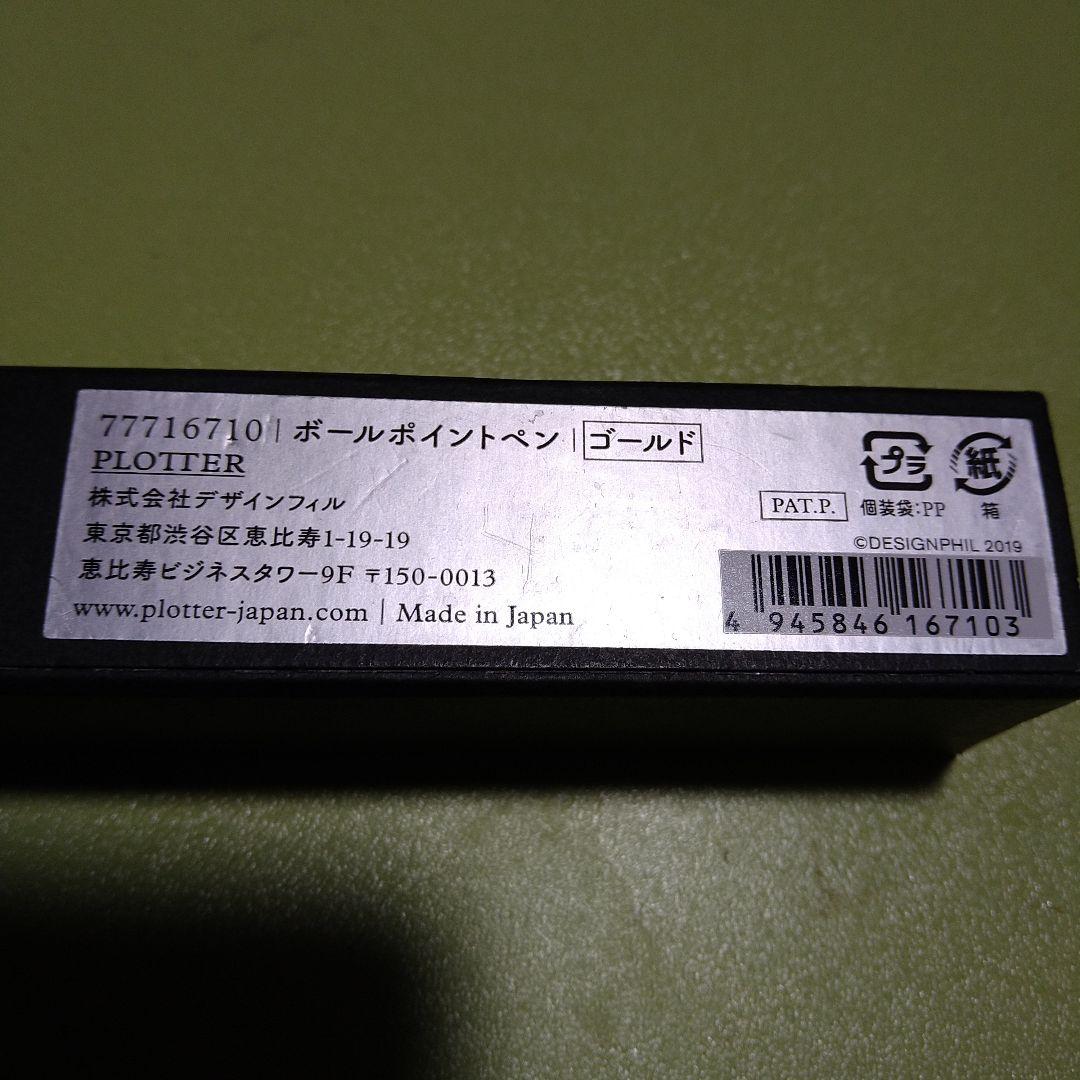 77716710 | ボールポイントペン | ゴールド
PLOTTER
株式会社デザインフィル
東京都渋谷区恵比寿1-19-19
恵比寿ビジネスタワー9F 〒150-0013
www.plotter-japan.com | Made in Japan
プラ
紙
PAT.P.
個装袋:PP
箱
©DESIGNPHIL 2019
4 945846 167103